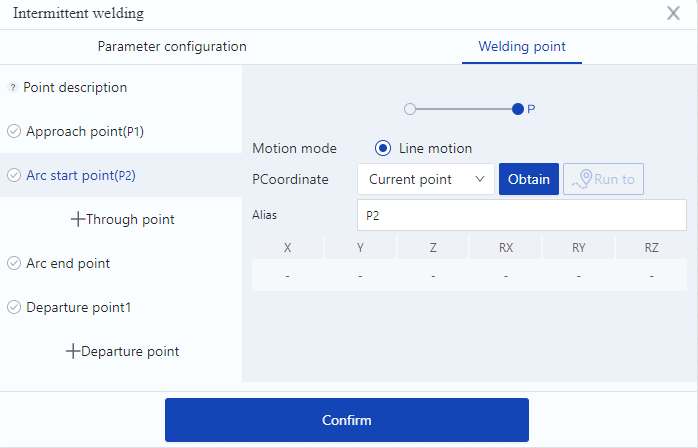 Intermittent welding
Parameter configuration
Welding point
? Point description
Approach point(P1)
Arc start point(P2)
+Through point
Arc end point
Departure point1
+Departure point
P
Motion mode Line motion
PCoordinate Current point Obtain Run to
Alias P2
X Y Z RX RY RZ
- - - - - -
Confirm